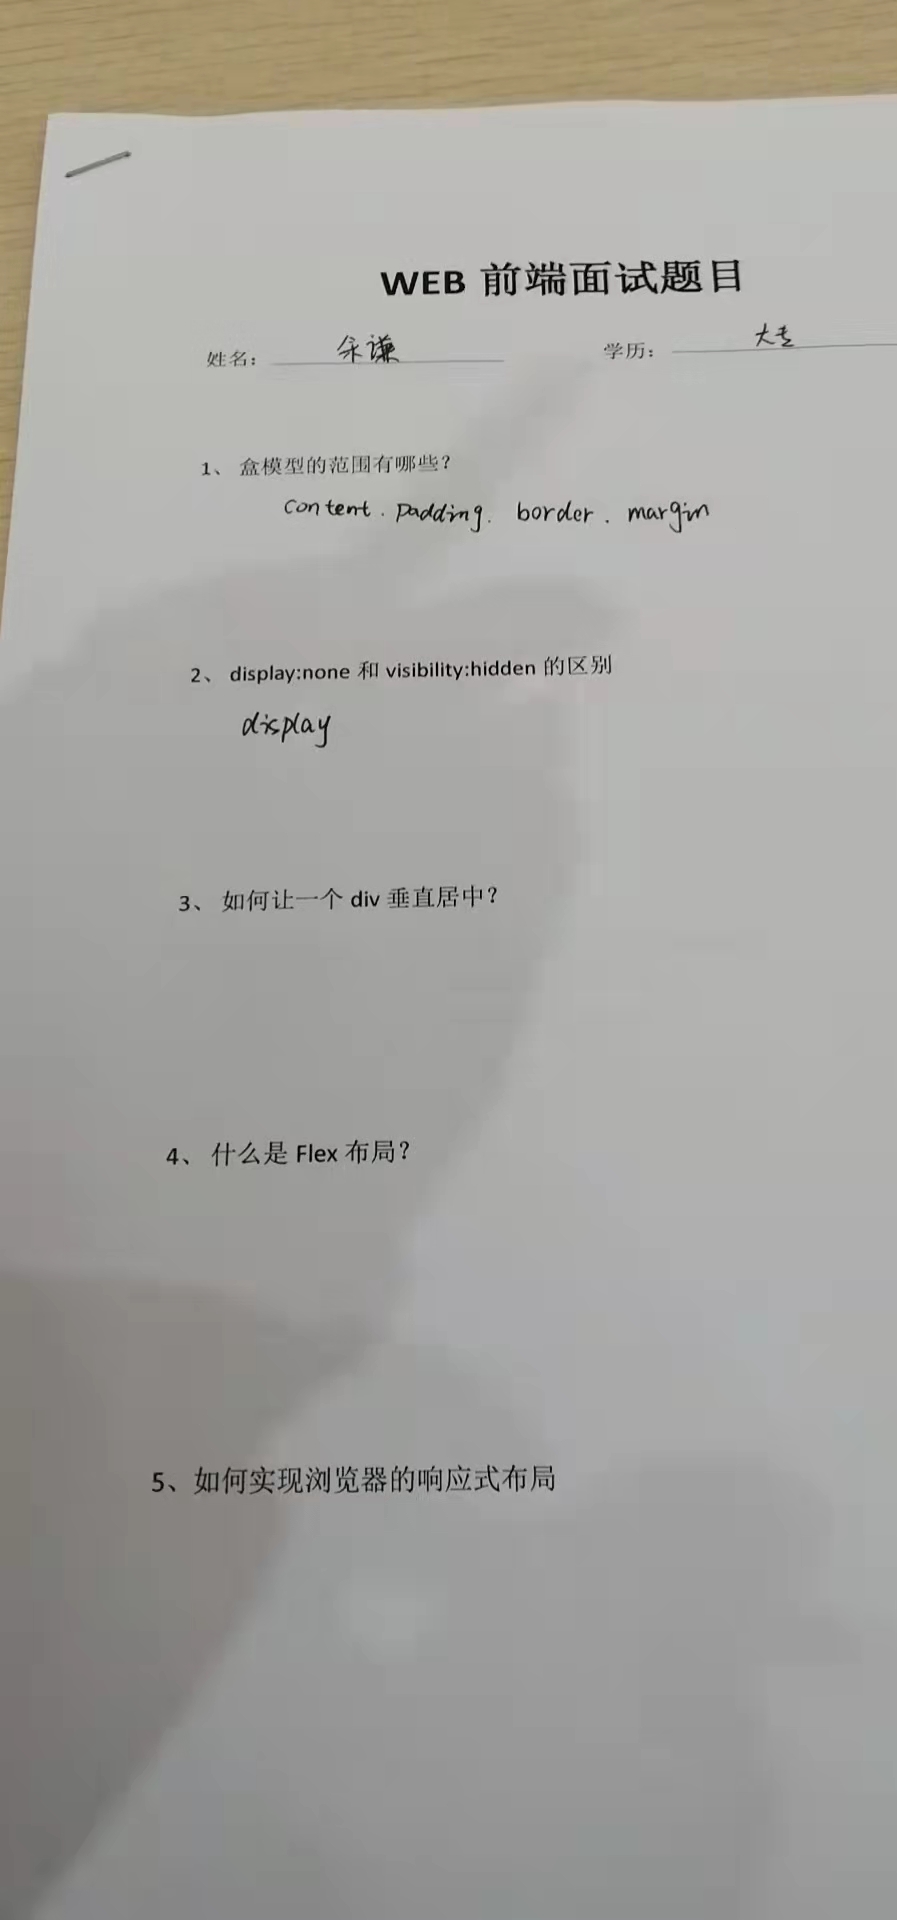 WEB 前端面试题目
姓名： 余谦 学历： 大专
1、 盒模型的范围有哪些？
content . padding . border . margin
2、 display:none 和 visibility:hidden 的区别
display
3、 如何让一个 div 垂直居中？
4、 什么是 Flex 布局？
5、如何实现浏览器的响应式布局